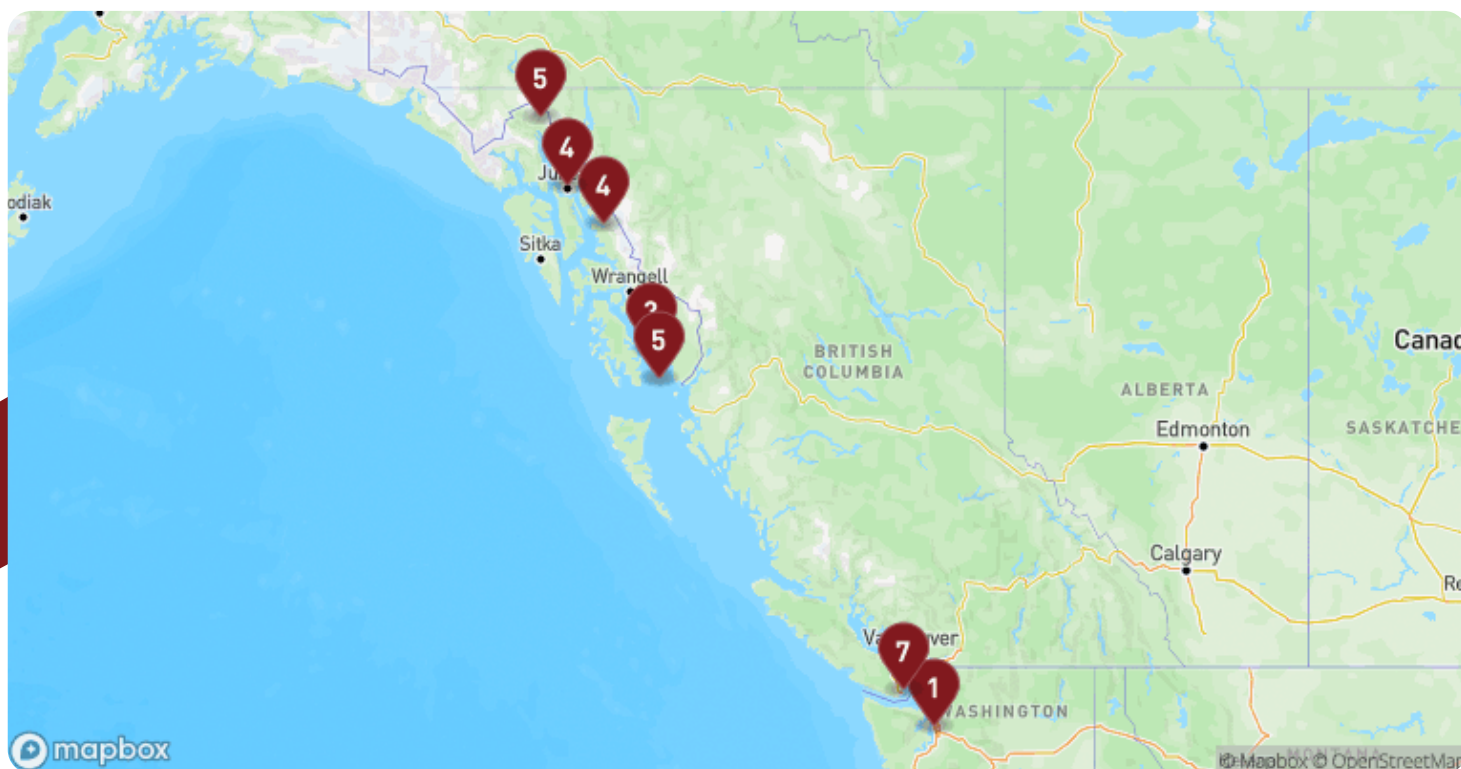 5
4
4
odiak
Sitka
Wrangell
5
BRITISH
COLUMBIA
Canad
ALBERTA
Edmonton
SASKATCHE
Calgary
Re
7
1
WASHINGTON
mapbox
© Mapbox © OpenStreetMap